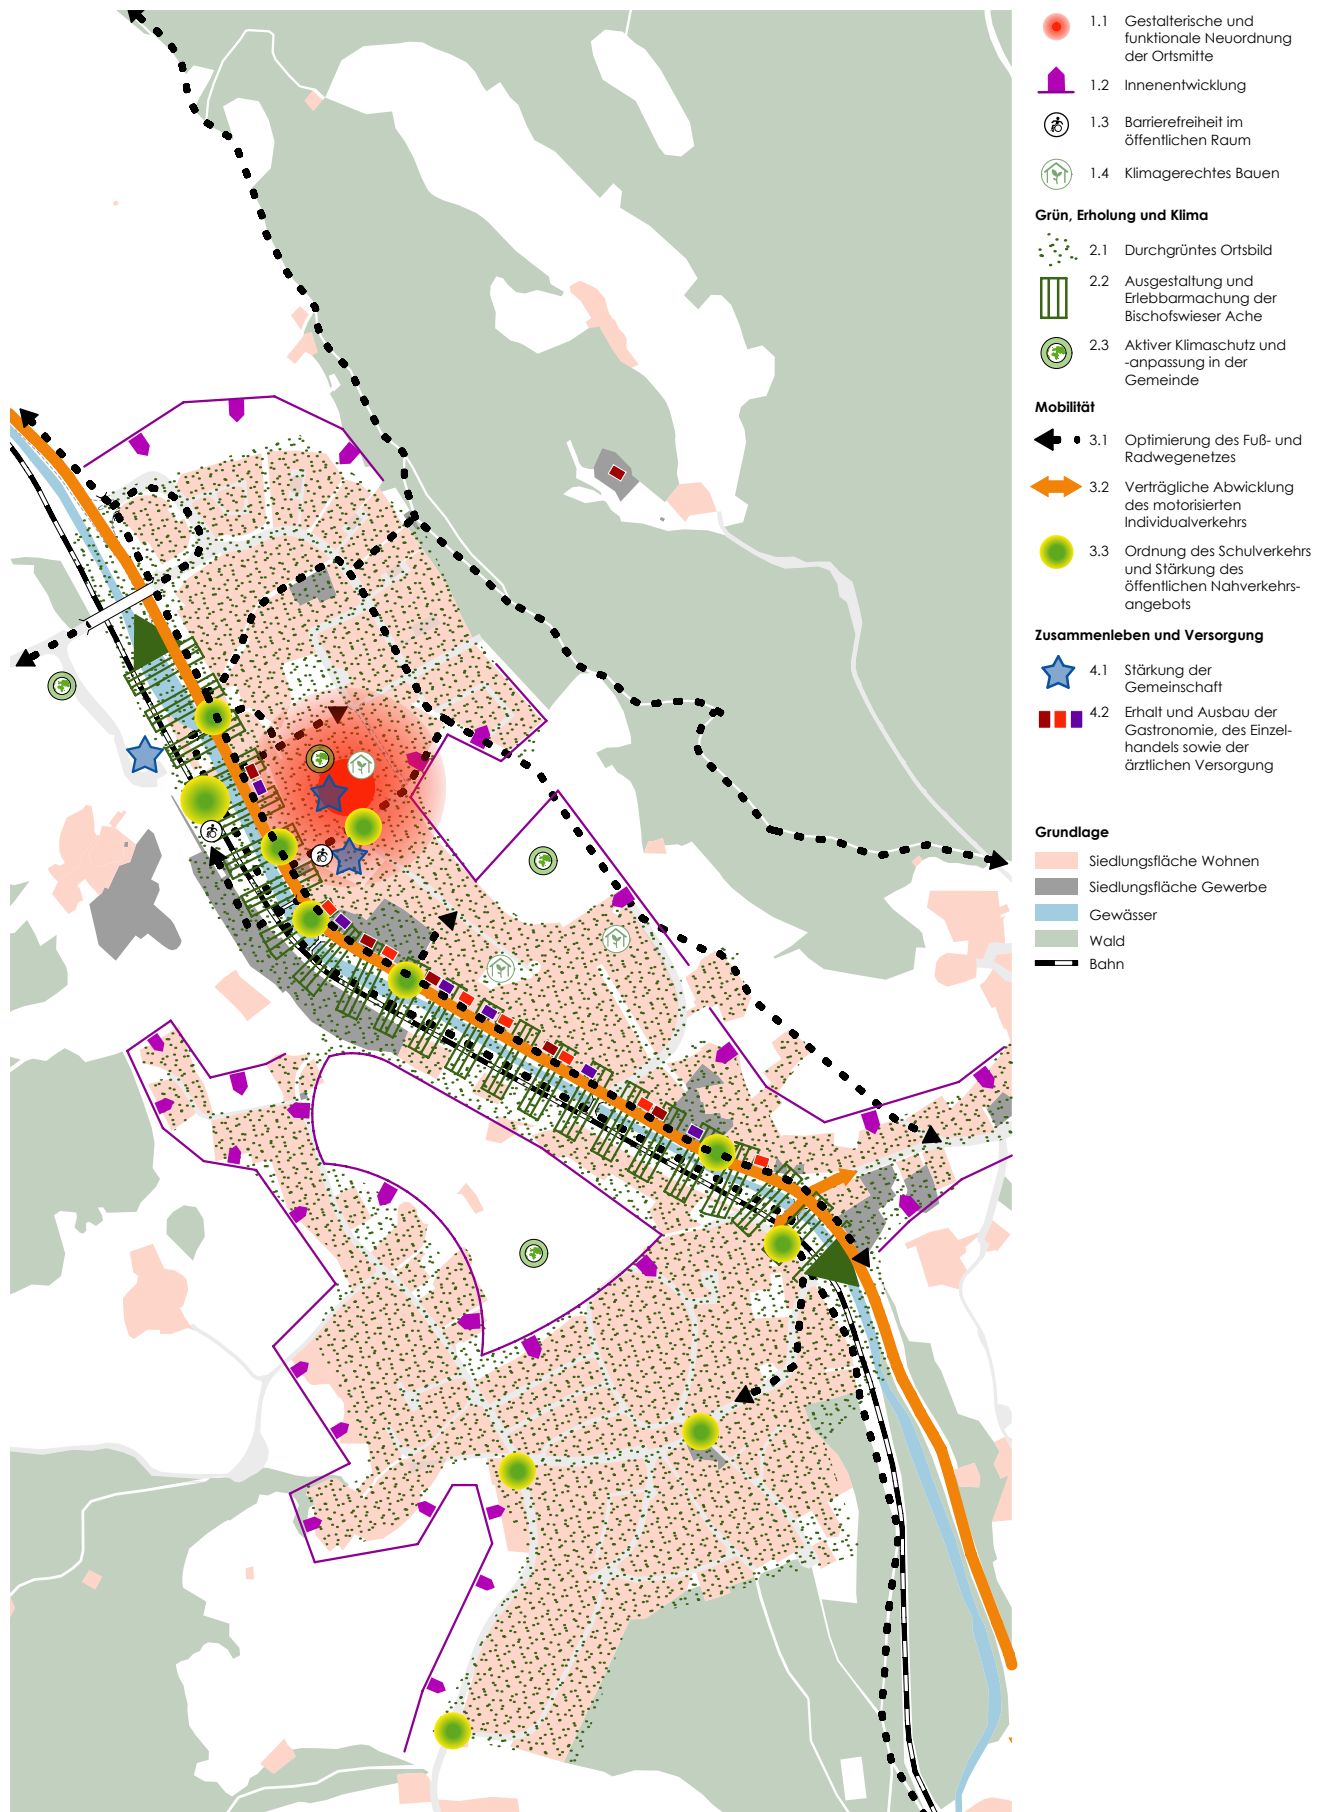 1.1 Gestalterische und
funktionale Neuordnung
der Ortsmitte
1.2 Innenentwicklung
1.3 Barrierefreiheit im
öffentlichen Raum
1.4 Klimagerechtes Bauen
Grün, Erholung und Klima
2.1 Durchgrüntes Ortsbild
2.2 Ausgestaltung und
Erlebbarmachung der
Bischofswieser Ache
2.3 Aktiver Klimaschutz und
-anpassung in der
Gemeinde
Mobilität
3.1 Optimierung des Fuß- und
Radwegenetzes
3.2 Verträgliche Abwicklung
des motorisierten
Individualverkehrs
3.3 Ordnung des Schulverkehrs
und Stärkung des
öffentlichen Nahverkehrs-
angebots
Zusammenleben und Versorgung
4.1 Stärkung der
Gemeinschaft
4.2 Erhalt und Ausbau der
Gastronomie, des Einzel-
handels sowie der
ärztlichen Versorgung
Grundlage
Siedlungsfläche Wohnen
Siedlungsfläche Gewerbe
Gewässer
Wald
Bahn